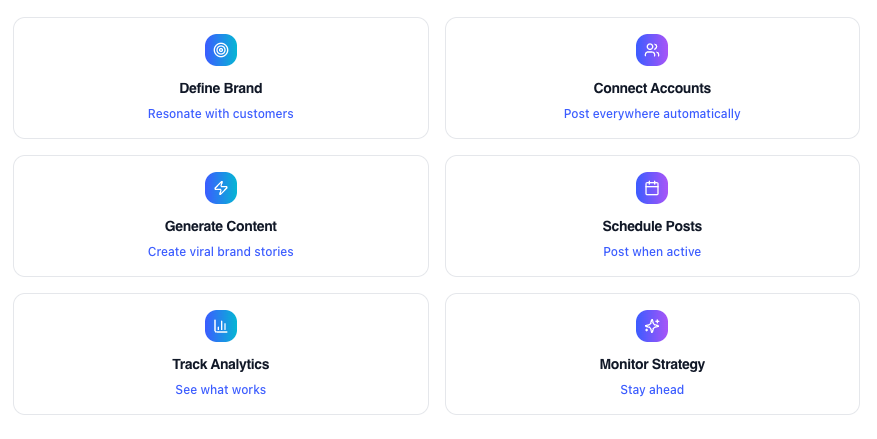 Define Brand
Resonate with customers
Connect Accounts
Post everywhere automatically
Generate Content
Create viral brand stories
Schedule Posts
Post when active
Track Analytics
See what works
Monitor Strategy
Stay ahead